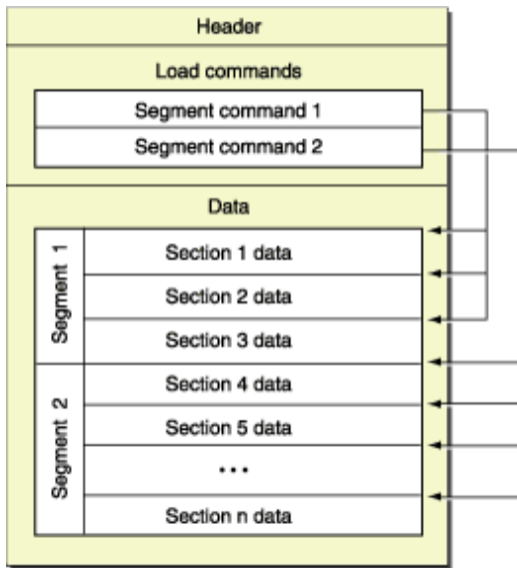 Header
Load commands
Segment command 1
Segment command 2
Data
Segment 1
Section 1 data
Section 2 data
Section 3 data
Segment 2
Section 4 data
Section 5 data
...
Section n data